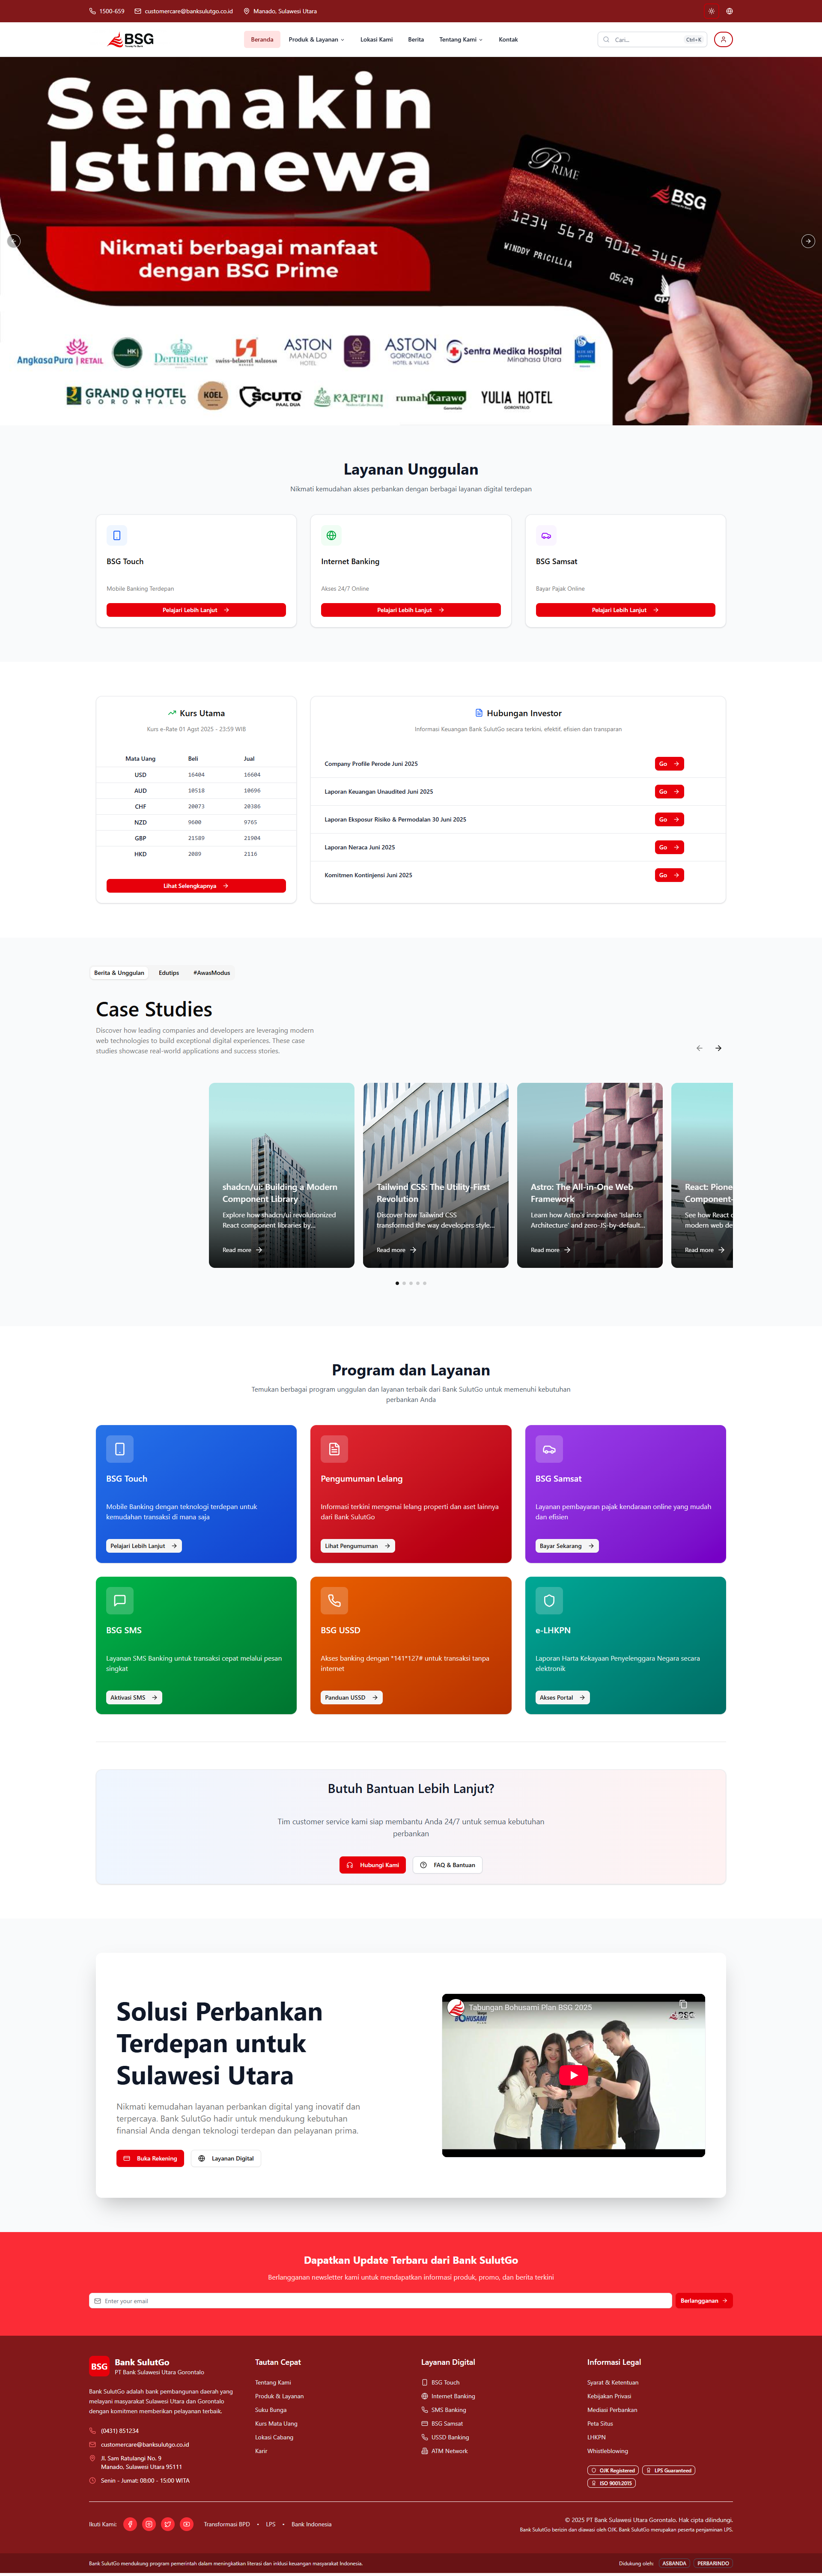 1500-659
customercare@banksulutgo.co.id
Manado, Sulawesi Utara
BSG
Beranda
Produk & Layanan
Lokasi Kami
Berita
Tentang Kami
Kontak
Cari...
Ctrl+K
Semakin
Istimewa
Nikmati berbagai manfaat
dengan BSG Prime
PRIME
BSG
1234 5678 9012 3456
WINDDY PRICILLIA
05/29
GPN
AngkasaPura | RETAIL
HK
Dermaster
swiss-belhotel maleosan
MANADO
ASTON
MANADO
HOTEL
ASTON
GORONTALO
HOTEL & VILLAS
Sentra Medika Hospital
Minahasa Utara
GRAND Q HOTEL
GORONTALO
KOEL
SCUTO
PAAL DUA
KARTINI
rumahKarawo
Gorontalo
YULIA HOTEL
GORONTALO
Layanan Unggulan
Nikmati kemudahan akses perbankan dengan berbagai layanan digital terdepan
BSG Touch
Mobile Banking Terdepan
Pelajari Lebih Lanjut
Internet Banking
Akses 24/7 Online
Pelajari Lebih Lanjut
BSG Samsat
Bayar Pajak Online
Pelajari Lebih Lanjut
Kurs Utama
Kurs e-Rate 01 Agst 2025 - 23:59 WIB
Mata Uang Beli Jual
USD 16404 16604
AUD 10518 10696
CHF 20073 20386
NZD 9600 9765
GBP 21589 21904
HKD 2089 2116
Lihat Selengkapnya
Hubungan Investor
Informasi Keuangan Bank SulutGo secara terkini, efektif, efisien dan transparan
Company Profile Perode Juni 2025 Go
Laporan Keuangan Unaudited Juni 2025 Go
Laporan Eksposur Risiko & Permodalan 30 Juni 2025 Go
Laporan Neraca Juni 2025 Go
Komitmen Kontinjensi Juni 2025 Go
Berita & Unggulan
Edutips
#AwasModus
Case Studies
Discover how leading companies and developers are leveraging modern
web technologies to build exceptional digital experiences. These case
studies showcase real-world applications and success stories.
shadcn/ui: Building a Modern
Component Library
Explore how shadcn/ui revolutionized
React component libraries by...
Read more
Tailwind CSS: The Utility-First
Revolution
Discover how Tailwind CSS
transformed the way developers style...
Read more
Astro: The All-in-One Web
Framework
Learn how Astro's innovative 'Islands
Architecture' and zero-JS-by-default...
Read more
React: Pione
Component-
See how React
modern web de
Read more
Program dan Layanan
Temukan berbagai program unggulan dan layanan terbaik dari Bank SulutGo untuk memenuhi kebutuhan
perbankan Anda
BSG Touch
Mobile Banking dengan teknologi terdepan untuk
kemudahan transaksi di mana saja
Pelajari Lebih Lanjut
Pengumuman Lelang
Informasi terkini mengenai lelang properti dan aset lainnya
dari Bank SulutGo
Lihat Pengumuman
BSG Samsat
Layanan pembayaran pajak kendaraan online yang mudah
dan efisien
Bayar Sekarang
BSG SMS
Layanan SMS Banking untuk transaksi cepat melalui pesan
singkat
Aktivasi SMS
BSG USSD
Akses banking dengan *141*127# untuk transaksi tanpa
internet
Panduan USSD
e-LHKPN
Laporan Harta Kekayaan Penyelenggara Negara secara
elektronik
Akses Portal
Butuh Bantuan Lebih Lanjut?
Tim customer service kami siap membantu Anda 24/7 untuk semua kebutuhan
perbankan
Hubungi Kami
FAQ & Bantuan
Solusi Perbankan
Terdepan untuk
Sulawesi Utara
Nikmati kemudahan layanan perbankan digital yang inovatif dan
terpercaya. Bank SulutGo hadir untuk mendukung kebutuhan
finansial Anda dengan teknologi terdepan dan pelayanan prima.
Buka Rekening
Layanan Digital
Tabungan Bohusami Plan BSG 2025
BOHUSAMI
BSG
Dapatkan Update Terbaru dari Bank SulutGo
Berlangganan newsletter kami untuk mendapatkan informasi produk, promo, dan berita terkini
Enter your email
Berlangganan
BSG
Bank SulutGo
PT Bank Sulawesi Utara Gorontalo
Bank SulutGo adalah bank pembangunan daerah yang
melayani masyarakat Sulawesi Utara dan Gorontalo
dengan komitmen memberikan pelayanan terbaik.
(0431) 851234
customercare@banksulutgo.co.id
Jl. Sam Ratulangi No. 9
Manado, Sulawesi Utara 95111
Senin - Jumat: 08:00 - 15:00 WITA
Tautan Cepat
Tentang Kami
Produk & Layanan
Suku Bunga
Kurs Mata Uang
Lokasi Cabang
Karir
Layanan Digital
BSG Touch
Internet Banking
SMS Banking
BSG Samsat
USSD Banking
ATM Network
Informasi Legal
Syarat & Ketentuan
Kebijakan Privasi
Mediasi Perbankan
Peta Situs
LHKPN
Whistleblowing
OJK Registered
LPS Guaranteed
ISO 9001:2015
Ikuti Kami:
Transformasi BPD • LPS • Bank Indonesia
© 2025 PT Bank Sulawesi Utara Gorontalo. Hak cipta dilindungi.
Bank SulutGo berizin dan diawasi oleh OJK. Bank SulutGo merupakan peserta penjaminan LPS.
Bank SulutGo mendukung program pemerintah dalam meningkatkan literasi dan inklusi keuangan masyarakat Indonesia.
Didukung oleh:
ASBANDA
PERBARINDO